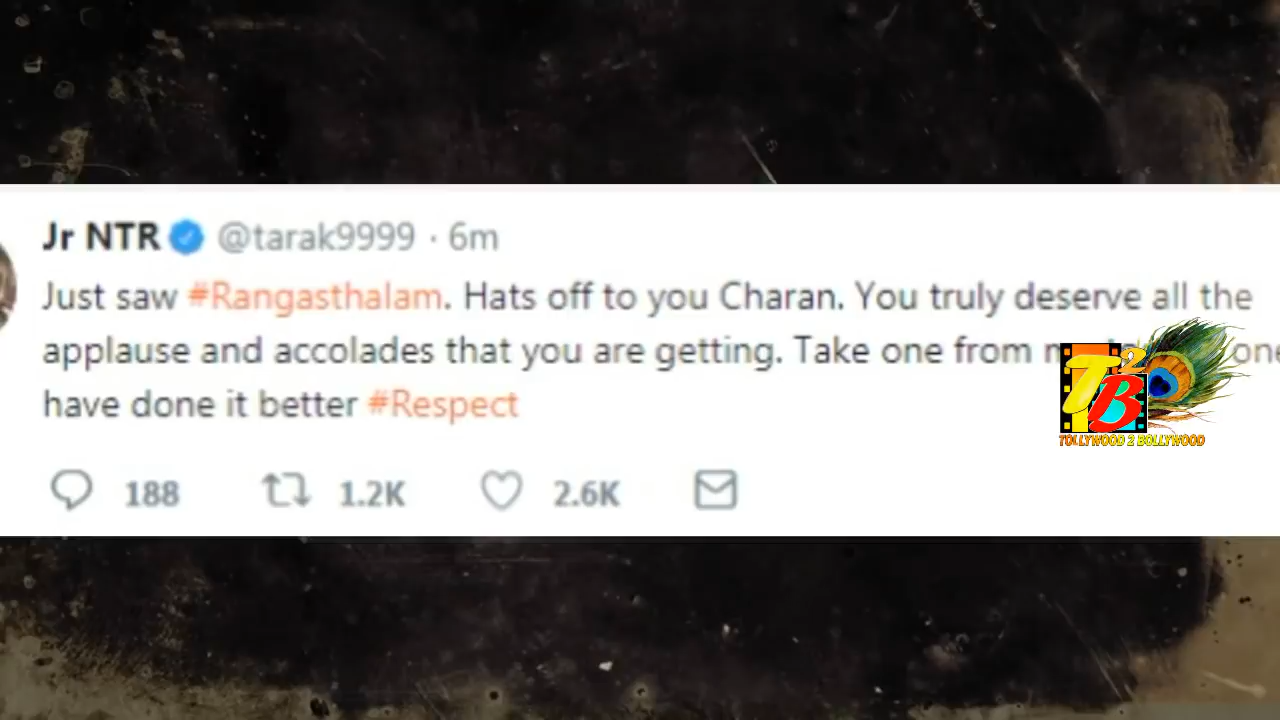 Jr NTR @tarak9999 · 6m
Just saw #Rangasthalam. Hats off to you Charan. You truly deserve all the
applause and accolades that you are getting. Take one from
have done it better #Respect
188 1.2K 2.6K
T2B
TOLLYWOOD 2 BOLLYWOOD